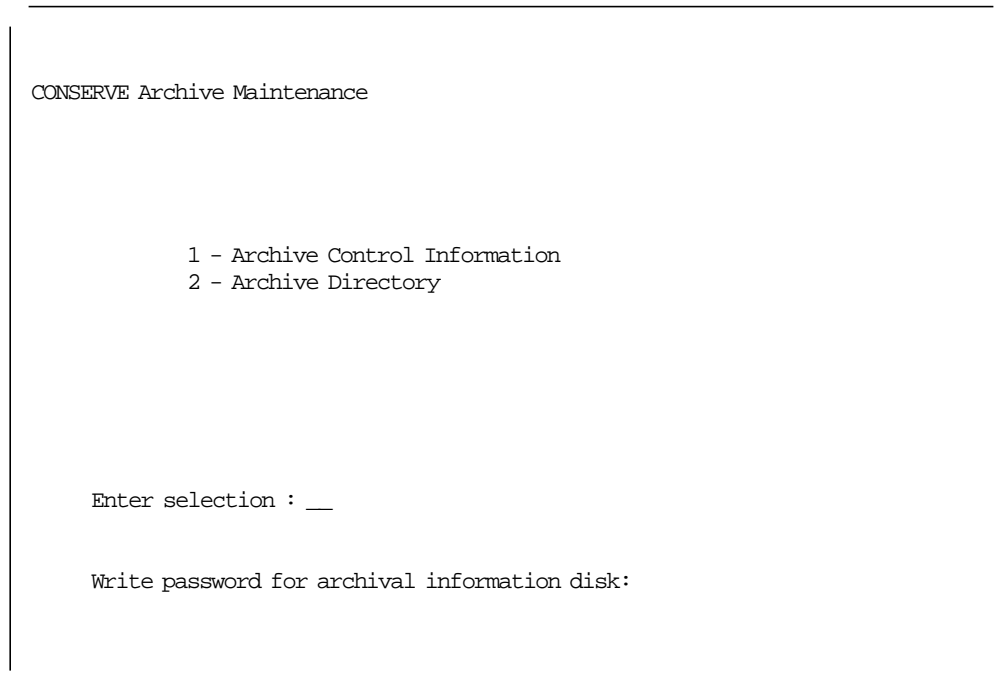 CONSERVE Archive Maintenance
1 - Archive Control Information
2 - Archive Directory
Enter selection : __
Write password for archival information disk: